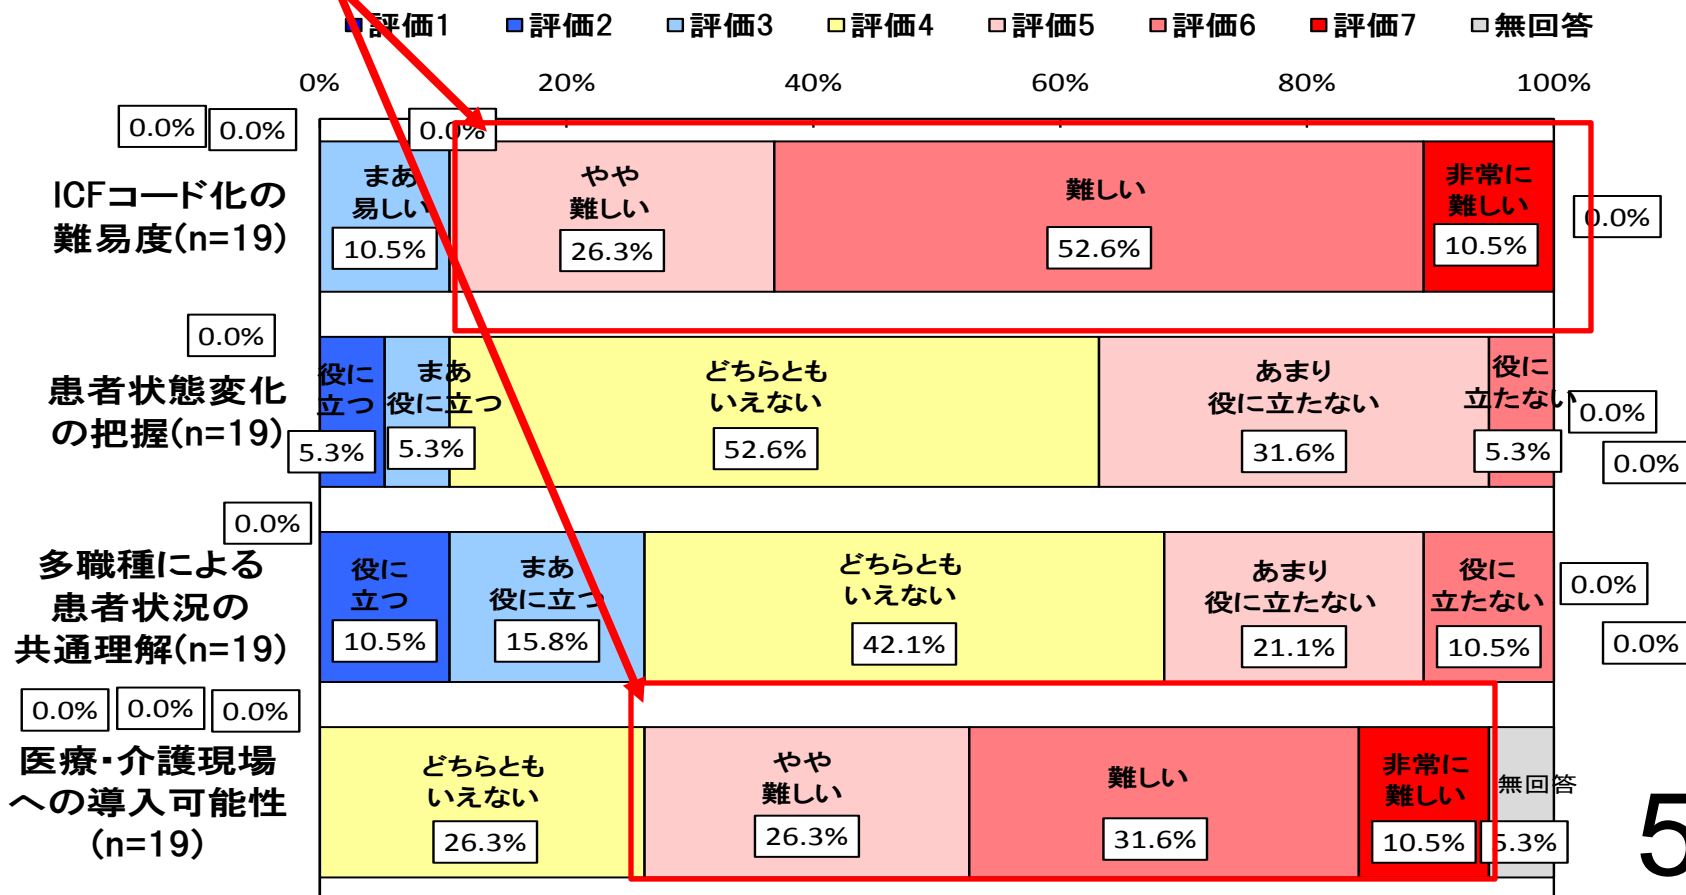 評価1 評価2 評価3 評価4 評価5 評価6 評価7 無回答
0% 20% 40% 60% 80% 100%
0.0% 0.0% 0.0%
ICFコード化の
難易度(n=19)
まあ
易しい
10.5%
やや
難しい
26.3%
難しい
52.6%
非常に
難しい
10.5%
0.0%
0.0%
患者状態変化
の把握(n=19)
役に
立つ
5.3%
まあ
役に立つ
5.3%
どちらとも
いえない
52.6%
あまり
役に立たない
31.6%
役に
立たない
5.3%
0.0%
0.0%
0.0%
多職種による
患者状況の
共通理解(n=19)
役に
立つ
10.5%
まあ
役に立つ
15.8%
どちらとも
いえない
42.1%
あまり
役に立たない
21.1%
役に
立たない
10.5%
0.0%
0.0%
0.0% 0.0% 0.0%
医療・介護現場
への導入可能性
(n=19)
どちらとも
いえない
26.3%
やや
難しい
26.3%
難しい
31.6%
非常に
難しい
10.5%
無回答
5.3%
5